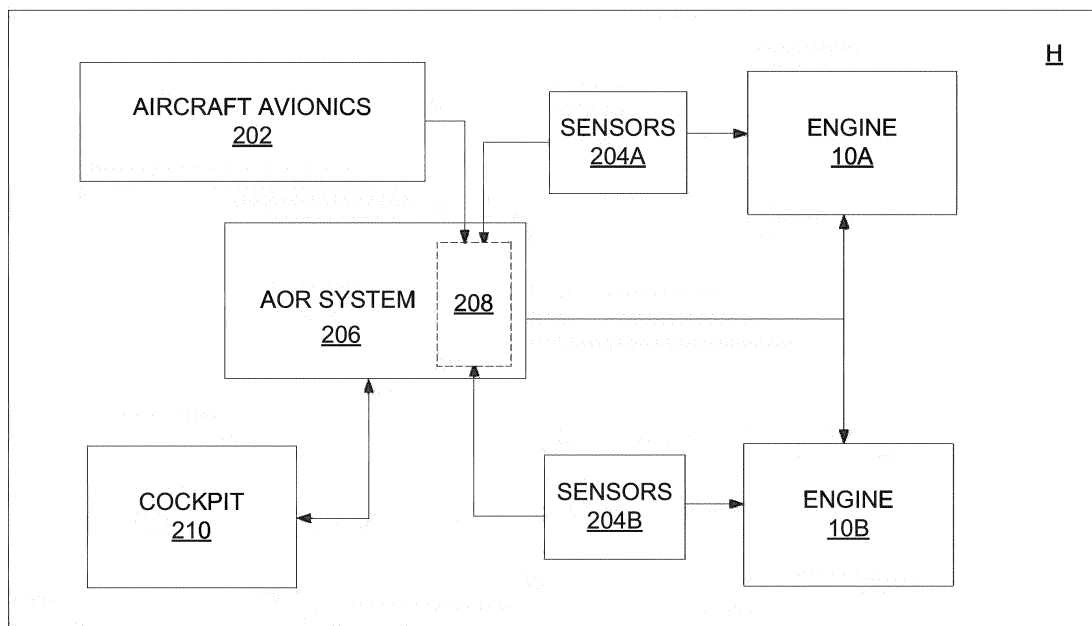 H
AIRCRAFT AVIONICS
202
SENSORS
204A
ENGINE
10A
AOR SYSTEM
206
208
COCKPIT
210
SENSORS
204B
ENGINE
10B